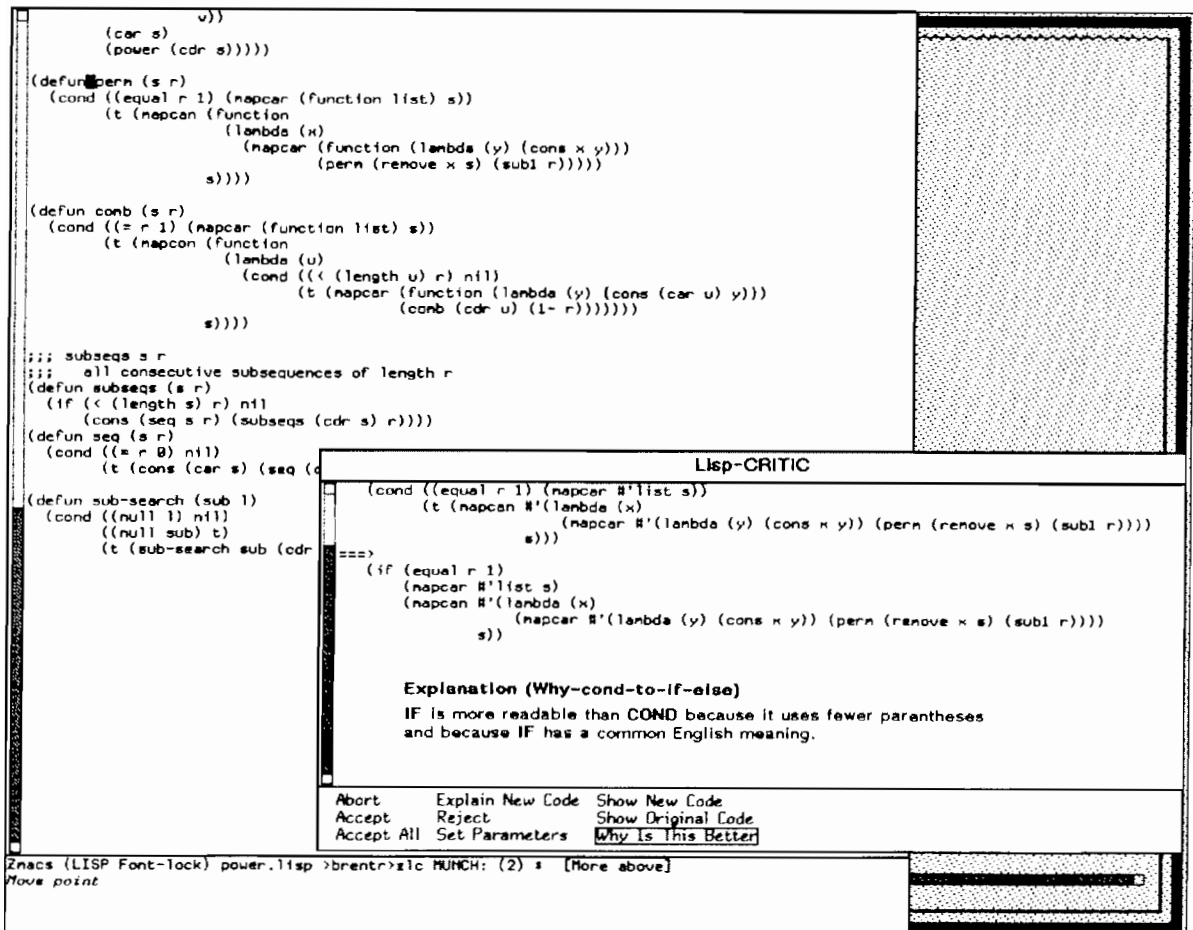 u))
(car s)
(power (cdr s)))))
(defun perm (s r)
(cond ((equal r 1) (mapcar (function list) s))
(t (mapcan (function
(lambda (x)
(mapcar (function (lambda (y) (cons x y)))
(perm (remove x s) (sub1 r)))))
s))))
(defun comb (s r)
(cond ((= r 1) (mapcar (function list) s))
(t (mapcon (function
(lambda (u)
(cond ((< (length u) r) nil)
(t (mapcar (function (lambda (y) (cons (car u) y)))
(comb (cdr u) (1- r)))))))
s))))
;;; subseqs s r
;;; all consecutive subsequences of length r
(defun subseqs (s r)
(if (< (length s) r) nil
(cons (seq s r) (subseqs (cdr s) r))))
(defun seq (s r)
(cond ((= r 0) nil)
(t (cons (car s) (seq (c
(defun sub-search (sub l)
(cond ((null l) nil)
((null sub) t)
(t (sub-search sub (cdr
Lisp-CRITIC
(cond ((equal r 1) (mapcar #'list s))
(t (mapcan #'(lambda (x)
(mapcar #'(lambda (y) (cons x y)) (perm (remove x s) (sub1 r))))
s)))
===>
(if (equal r 1)
(mapcar #'list s)
(mapcan #'(lambda (x)
(mapcar #'(lambda (y) (cons x y)) (perm (remove x s) (sub1 r))))
s))
Explanation (Why-cond-to-if-else)
IF is more readable than COND because it uses fewer parentheses
and because IF has a common English meaning.
Abort Explain New Code Show New Code
Accept Reject Show Original Code
Accept All Set Parameters Why Is This Better
Zmacs (LISP Font-lock) power.lisp >brentr>zlc MUNCH: (2) * [More above]
Move point